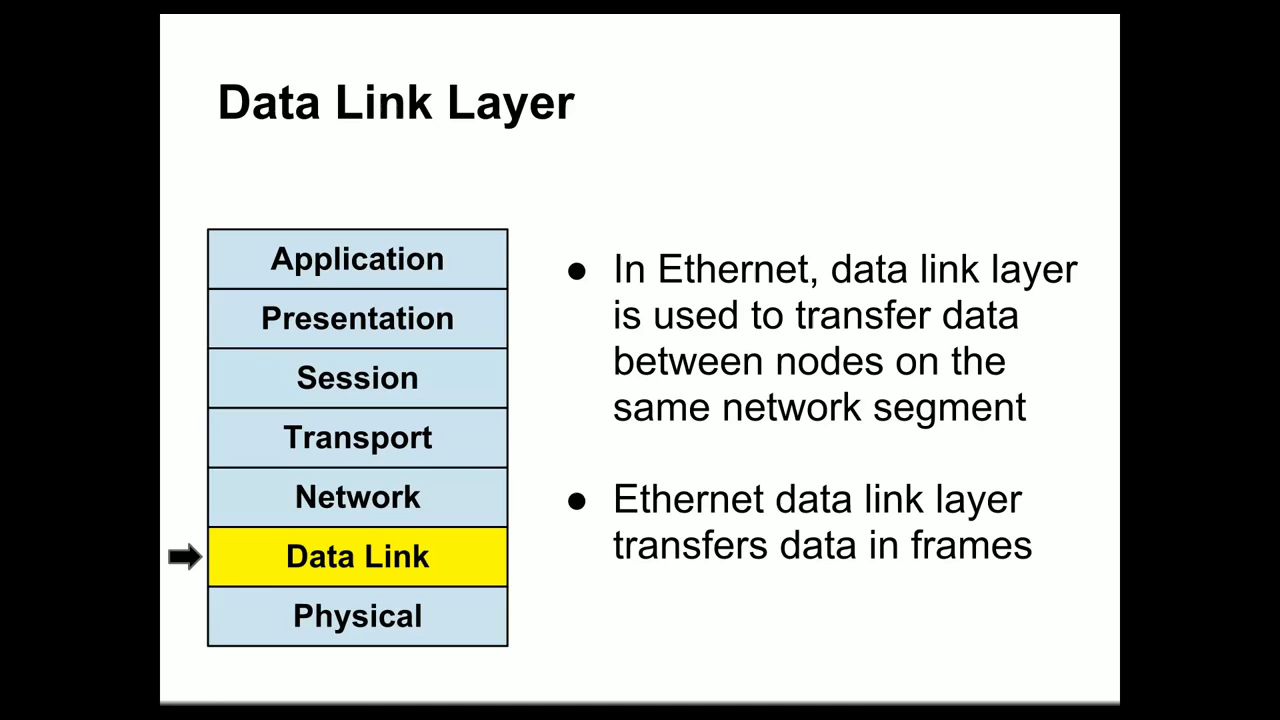 Data Link Layer
Application
Presentation
Session
Transport
Network
Data Link
Physical
● In Ethernet, data link layer
is used to transfer data
between nodes on the
same network segment
● Ethernet data link layer
transfers data in frames